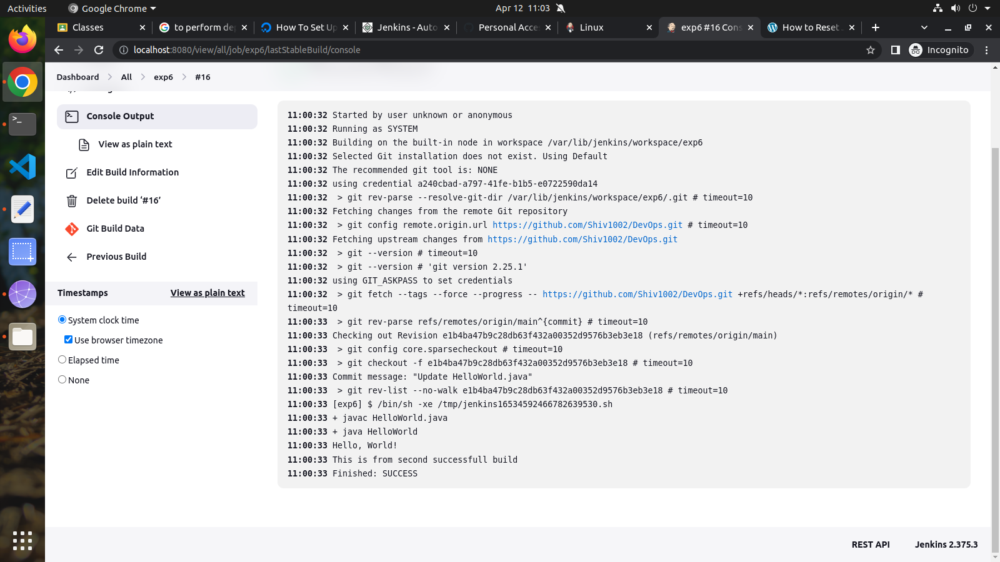 Activities
Google Chrome
Apr 12 11:03
Classes
to perform de
How To Set Up
Jenkins - Auto
Personal Acce
Linux
exp6 #16 Cons
How to Reset
localhost:8080/view/all/job/exp6/lastStableBuild/console
Incognito
Dashboard
All
exp6
#16
Console Output
View as plain text
Edit Build Information
Delete build ‘#16’
Git Build Data
Previous Build
Timestamps
View as plain text
System clock time
Use browser timezone
Elapsed time
None
11:00:32 Started by user unknown or anonymous
11:00:32 Running as SYSTEM
11:00:32 Building on the built-in node in workspace /var/lib/jenkins/workspace/exp6
11:00:32 Selected Git installation does not exist. Using Default
11:00:32 The recommended git tool is: NONE
11:00:32 using credential a240cbad-a797-41fe-b1b5-e0722590da14
11:00:32  > git rev-parse --resolve-git-dir /var/lib/jenkins/workspace/exp6/.git # timeout=10
11:00:32 Fetching changes from the remote Git repository
11:00:32  > git config remote.origin.url https://github.com/Shiv1002/DevOps.git # timeout=10
11:00:32 Fetching upstream changes from https://github.com/Shiv1002/DevOps.git
11:00:32  > git --version # timeout=10
11:00:32  > git --version # 'git version 2.25.1'
11:00:32 using GIT_ASKPASS to set credentials
11:00:32  > git fetch --tags --force --progress -- https://github.com/Shiv1002/DevOps.git +refs/heads/*:refs/remotes/origin/* #
timeout=10
11:00:33  > git rev-parse refs/remotes/origin/main^{commit} # timeout=10
11:00:33 Checking out Revision e1b4ba47b9c28db63f432a00352d9576b3eb3e18 (refs/remotes/origin/main)
11:00:33  > git config core.sparsecheckout # timeout=10
11:00:33  > git checkout -f e1b4ba47b9c28db63f432a00352d9576b3eb3e18 # timeout=10
11:00:33 Commit message: "Update HelloWorld.java"
11:00:33  > git rev-list --no-walk e1b4ba47b9c28db63f432a00352d9576b3eb3e18 # timeout=10
11:00:33 [exp6] $ /bin/sh -xe /tmp/jenkins16534592466782639530.sh
11:00:33 + javac HelloWorld.java
11:00:33 + java HelloWorld
11:00:33 Hello, World!
11:00:33 This is from second successfull build
11:00:33 Finished: SUCCESS
REST API
Jenkins 2.375.3